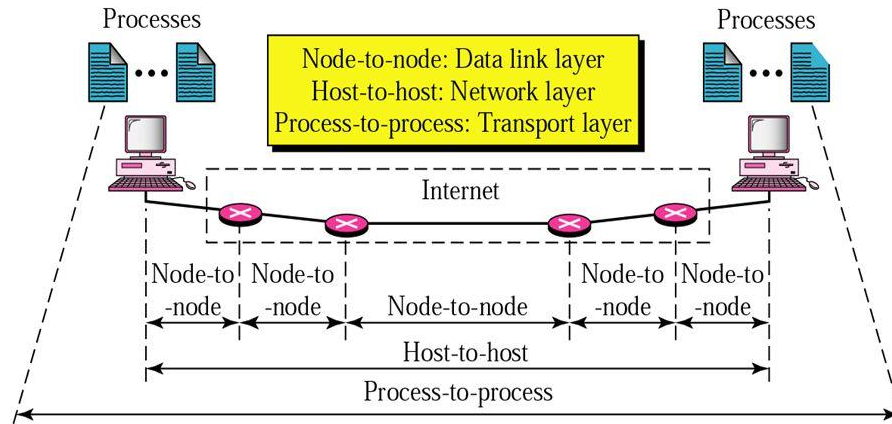 Processes
Processes
Node-to-node: Data link layer
Host-to-host: Network layer
Process-to-process: Transport layer
Internet
Node-to
-node
Node-to
-node
Node-to-node
Node-to
-node
Node-to
-node
Host-to-host
Process-to-process